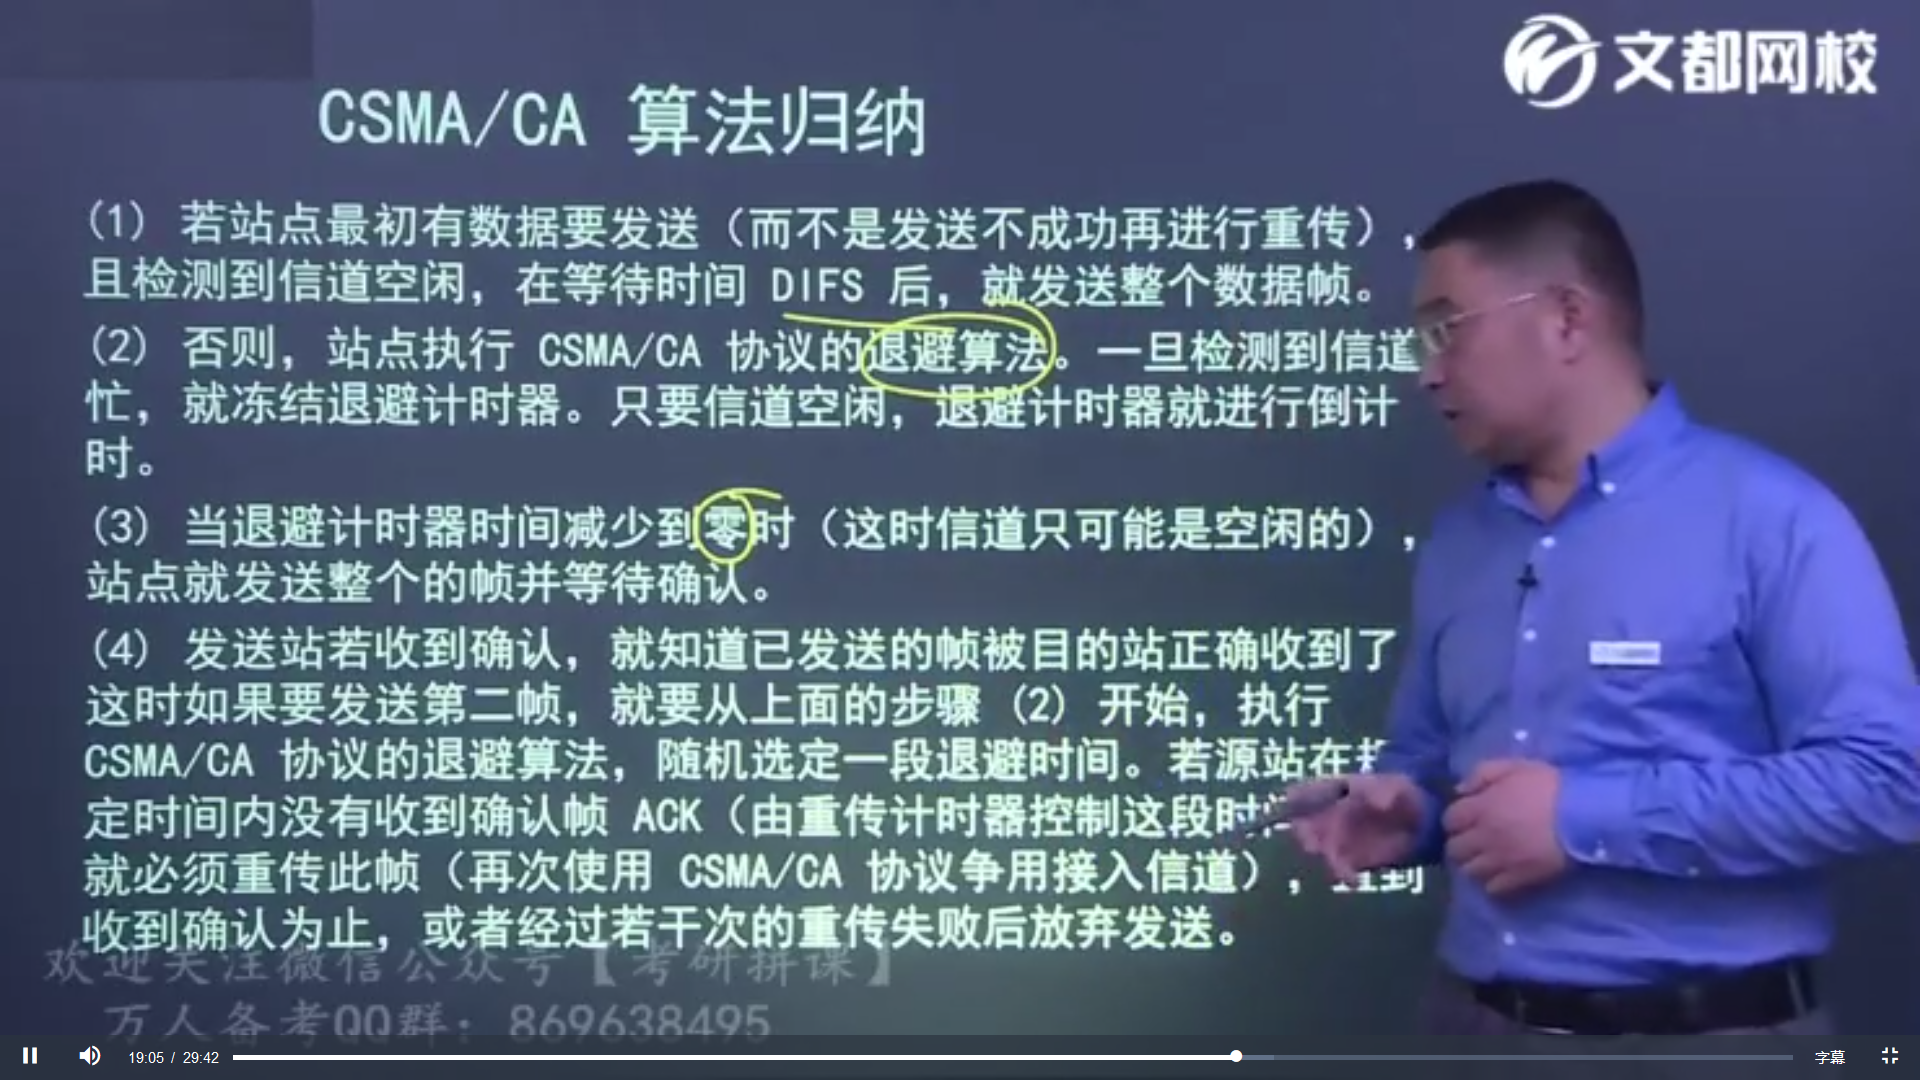 文都网校
CSMA/CA 算法归纳
(1) 若站点最初有数据要发送（而不是发送不成功再进行重传），
且检测到信道空闲，在等待时间 DIFS 后，就发送整个数据帧。
(2) 否则，站点执行 CSMA/CA 协议的退避算法。一旦检测到信道
忙，就冻结退避计时器。只要信道空闲，退避计时器就进行倒计
时。
(3) 当退避计时器时间减少到零时（这时信道只可能是空闲的），
站点就发送整个的帧并等待确认。
(4) 发送站若收到确认，就知道已发送的帧被目的站正确收到了
这时如果要发送第二帧，就要从上面的步骤 (2) 开始，执行
CSMA/CA 协议的退避算法，随机选定一段退避时间。若源站在
定时间内没有收到确认帧 ACK（由重传计时器控制这段时
就必须重传此帧（再次使用 CSMA/CA 协议争用接入信道），直到
收到确认为止，或者经过若干次的重传失败后放弃发送。
欢迎关注微信公众号【考研拼课】
万人备考QQ群：869638495
19:05 / 29:42
字幕